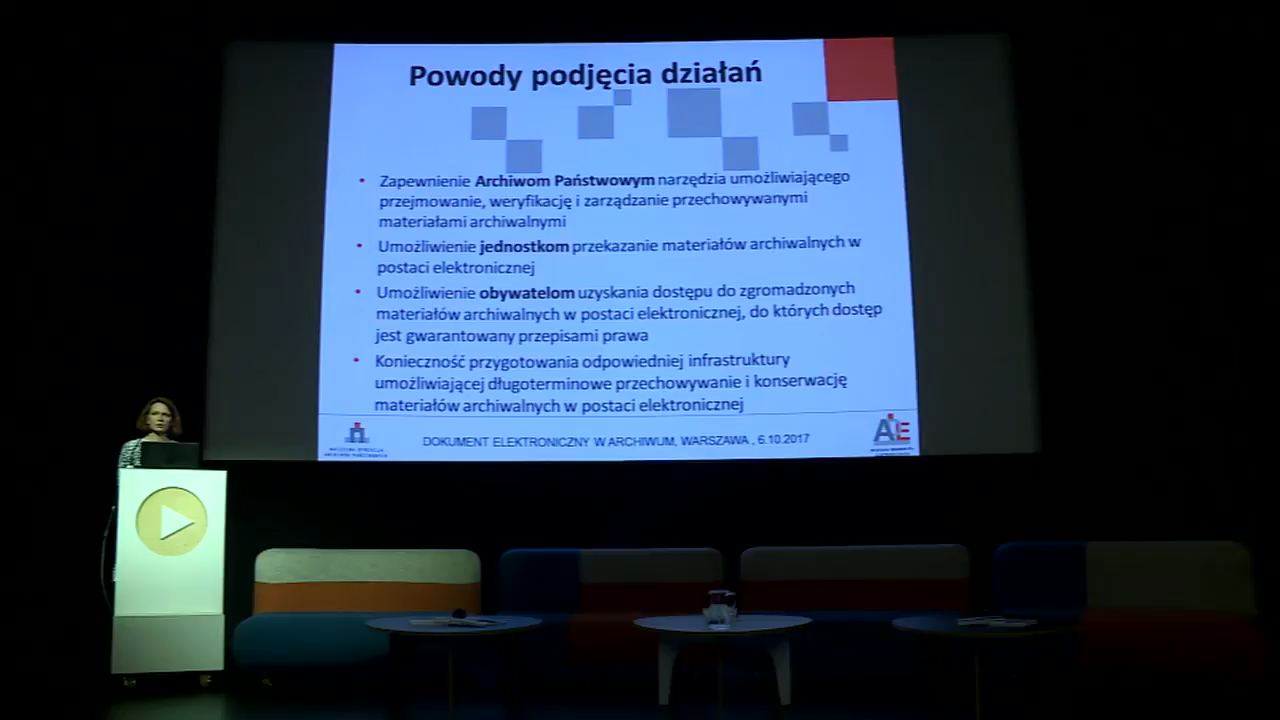 Powody podjęcia działań
• Zapewnienie Archiwom Państwowym narzędzia umożliwiającego
przejmowanie, weryfikację i zarządzanie przechowywanymi
materiałami archiwalnymi
• Umożliwienie jednostkom przekazanie materiałów archiwalnych w
postaci elektronicznej
• Umożliwienie obywatelom uzyskania dostępu do zgromadzonych
materiałów archiwalnych w postaci elektronicznej, do których dostęp
jest gwarantowany przepisami prawa
• Konieczność przygotowania odpowiedniej infrastruktury
umożliwiającej długoterminowe przechowywanie i konserwację
materiałów archiwalnych w postaci elektronicznej
DOKUMENT ELEKTRONICZNY W ARCHIWUM, WARSZAWA , 6.10.2017